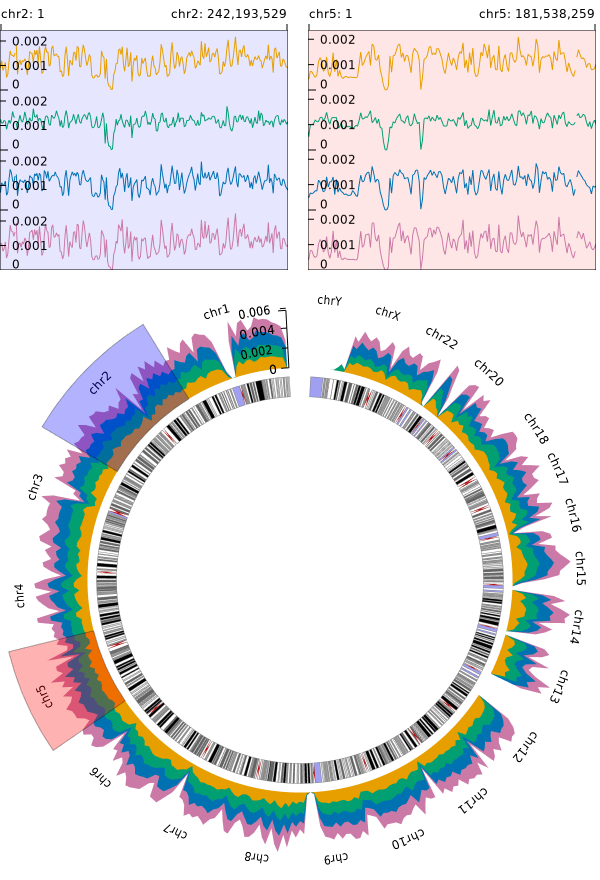 chr2: 1 chr2: 242,193,529 chr5: 1 chr5: 181,538,259
0.002 0.002
0.001 0.001
0 0
0.002 0.002
0.001 0.001
0 0
0.002 0.002
0.001 0.001
0 0
0.002 0.002
0.001 0.001
0 0
chr1
0.006
0.004
0.002
0
chrY
chrX
chr22
chr20
chr18
chr17
chr16
chr15
chr14
chr13
chr12
chr11
chr10
chr9
chr8
chr7
chr6
chr5
chr4
chr3
chr2